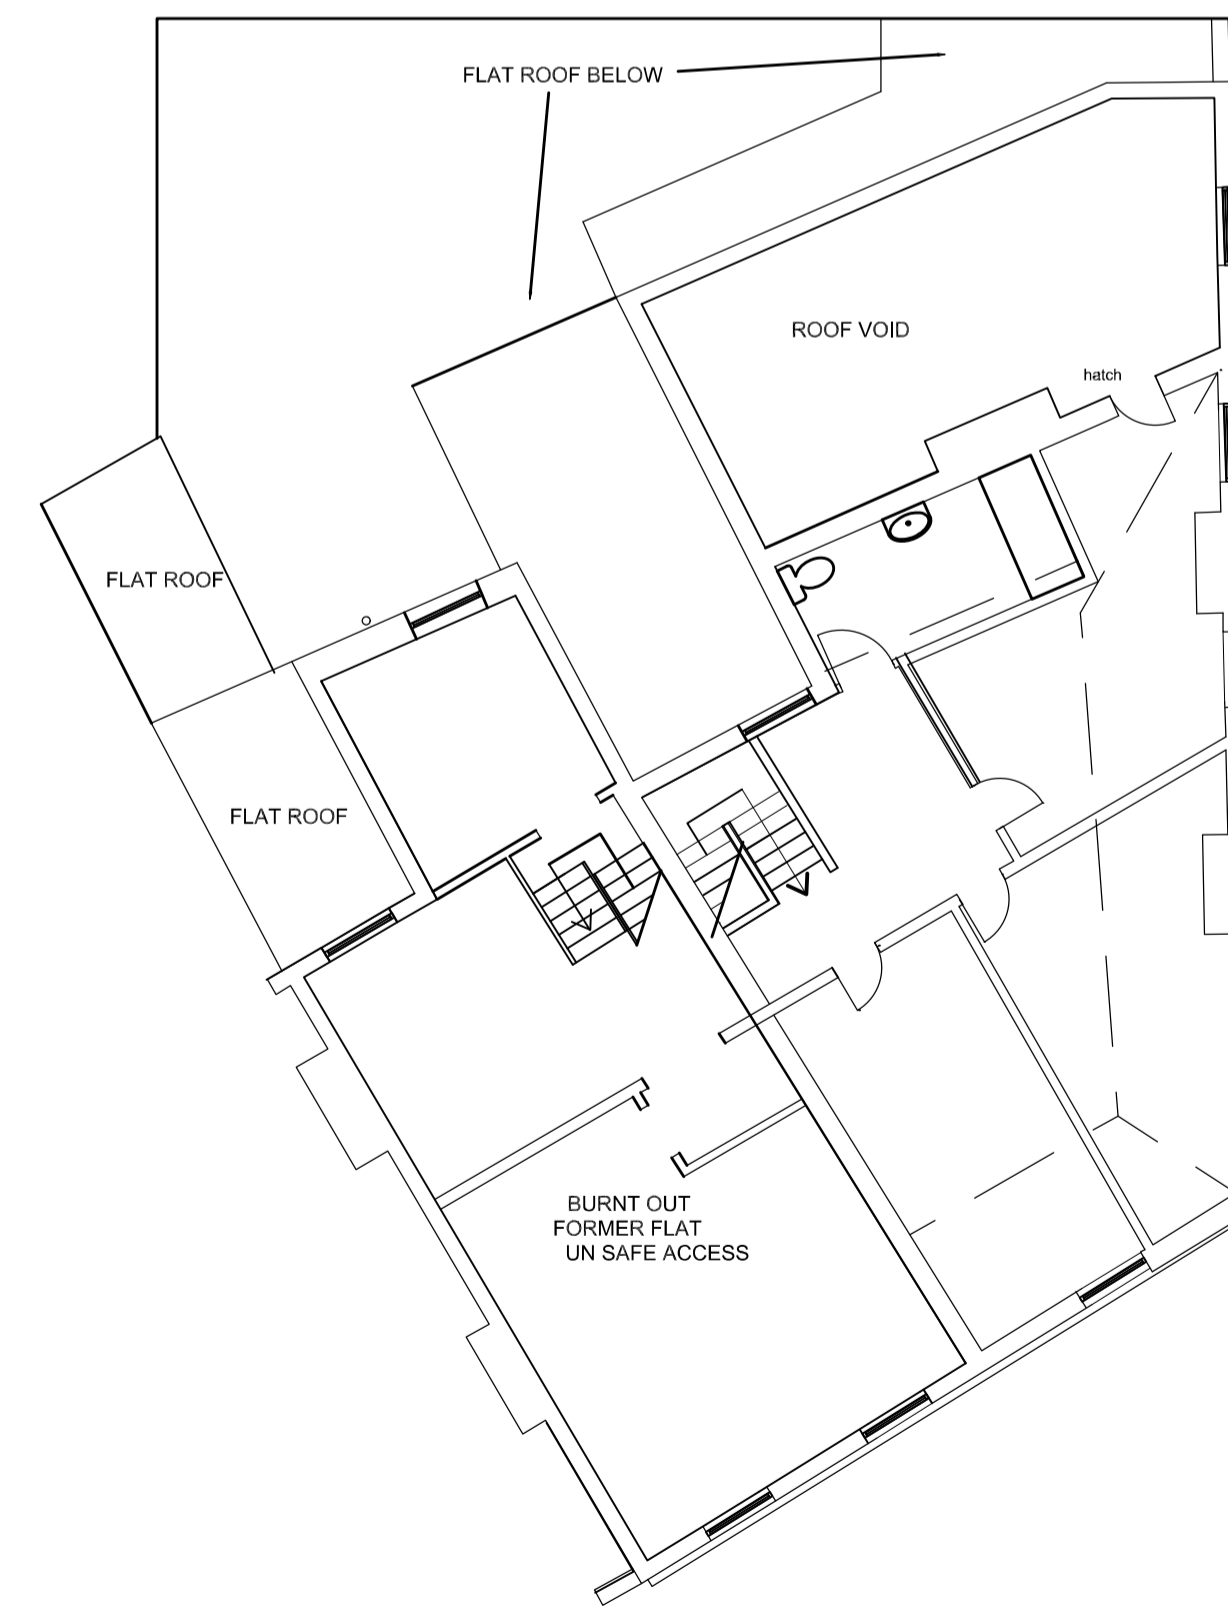 FLAT ROOF BELOW
ROOF VOID
hatch
FLAT ROOF
FLAT ROOF
BURNT OUT
FORMER FLAT
UN SAFE ACCESS